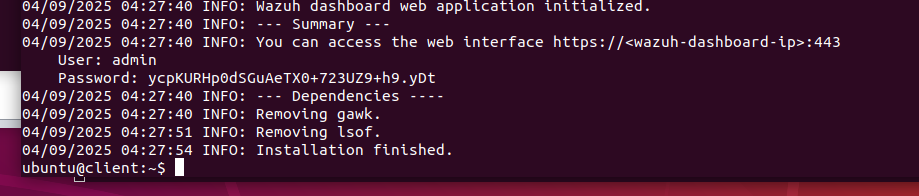 04/09/2025 04:27:40 INFO: Wazuh dashboard web application initialized.
04/09/2025 04:27:40 INFO: --- Summary ---
04/09/2025 04:27:40 INFO: You can access the web interface https://<wazuh-dashboard-ip>:443
    User: admin
    Password: ycpKURHp0dSGuAeTX0+723UZ9+h9.yDt
04/09/2025 04:27:40 INFO: --- Dependencies ----
04/09/2025 04:27:40 INFO: Removing gawk.
04/09/2025 04:27:51 INFO: Removing lsof.
04/09/2025 04:27:54 INFO: Installation finished.
ubuntu@client:~$